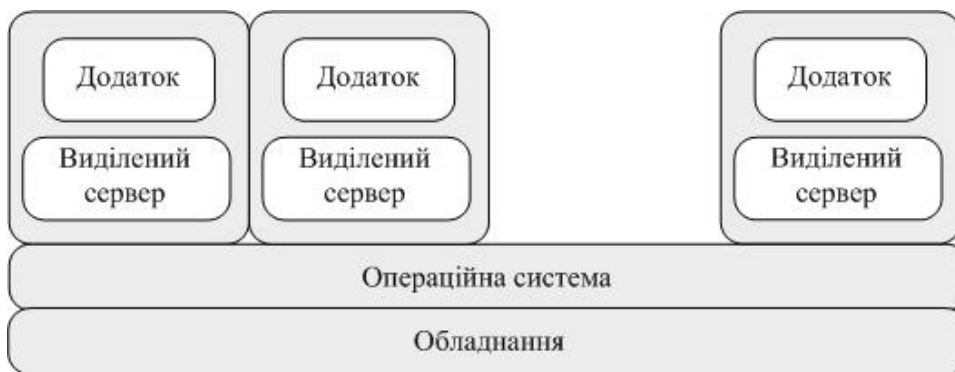 Додаток
Виділений
сервер
Додаток
Виділений
сервер
Додаток
Виділений
сервер
Операційна система
Обладнання